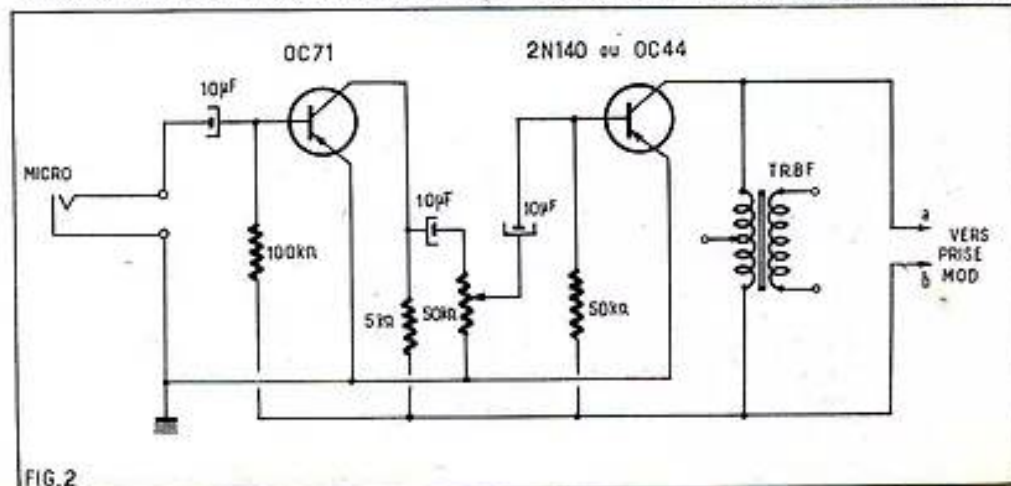 OC71
2N140 ou OC44
10µF
MICRO
100kΩ
10µF
5kΩ
50kΩ
10µF
50kΩ
TRBF
a
VERS
PRISE
MOD
b
FIG.2